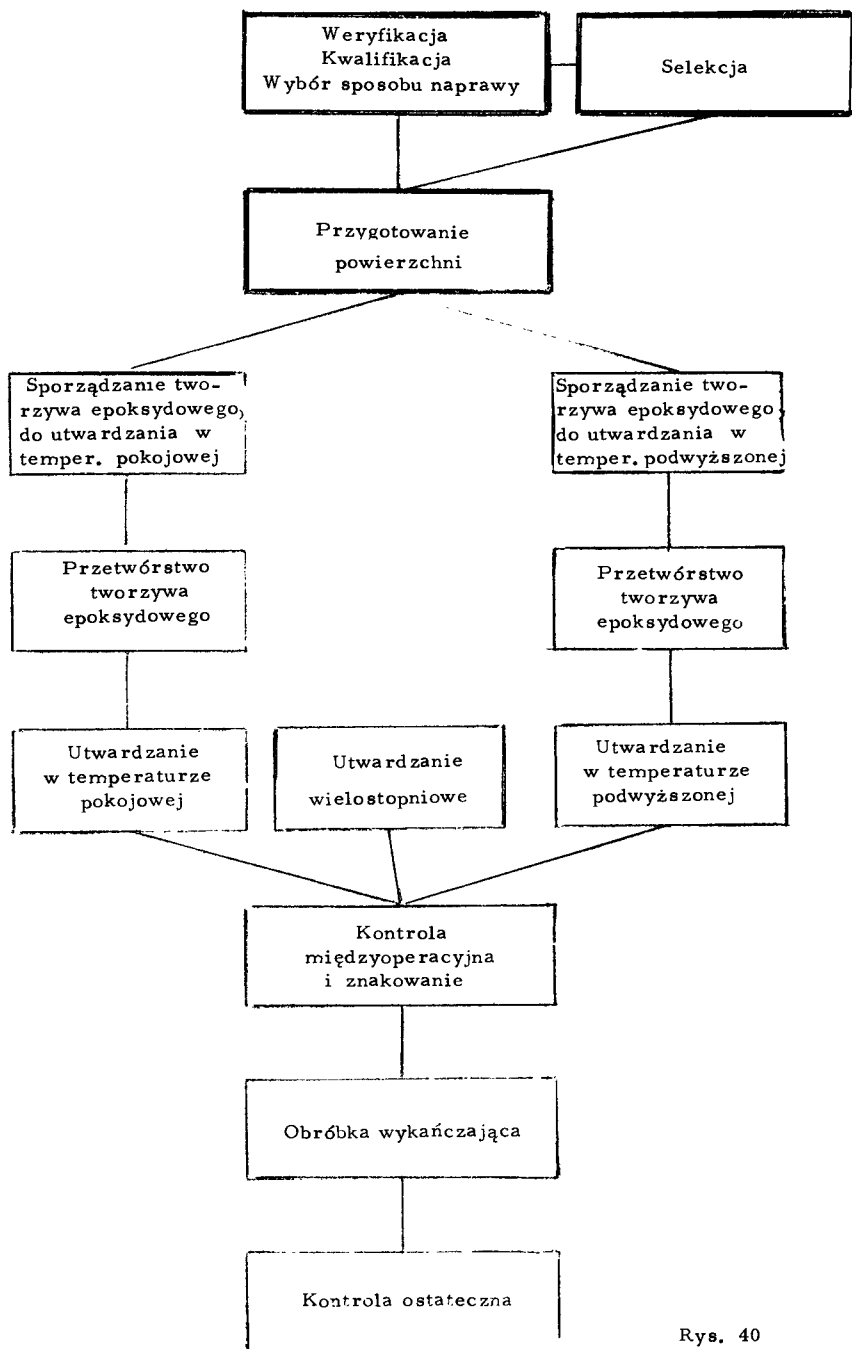 Weryfikacja
Kwalifikacja
Wybór sposobu naprawy
Selekcja
Przygotowanie
powierzchni
Sporządzanie two-
rzywa epoksydowego,
do utwardzania w
temper. pokojowej
Sporządzanie two-
rzywa epoksydowego,
do utwardzania w
temper. podwyższonej
Przetwórstwo
tworzywa
epoksydowego
Przetwórstwo
tworzywa
epoksydowego
Utwardzanie
w temperaturze
pokojowej
Utwardzanie
wielostopniowe
Utwardzanie
w temperaturze
podwyższonej
Kontrola
międzyoperacyjna
i znakowanie
Obróbka wykańczająca
Kontrola ostateczna
Rys. 40